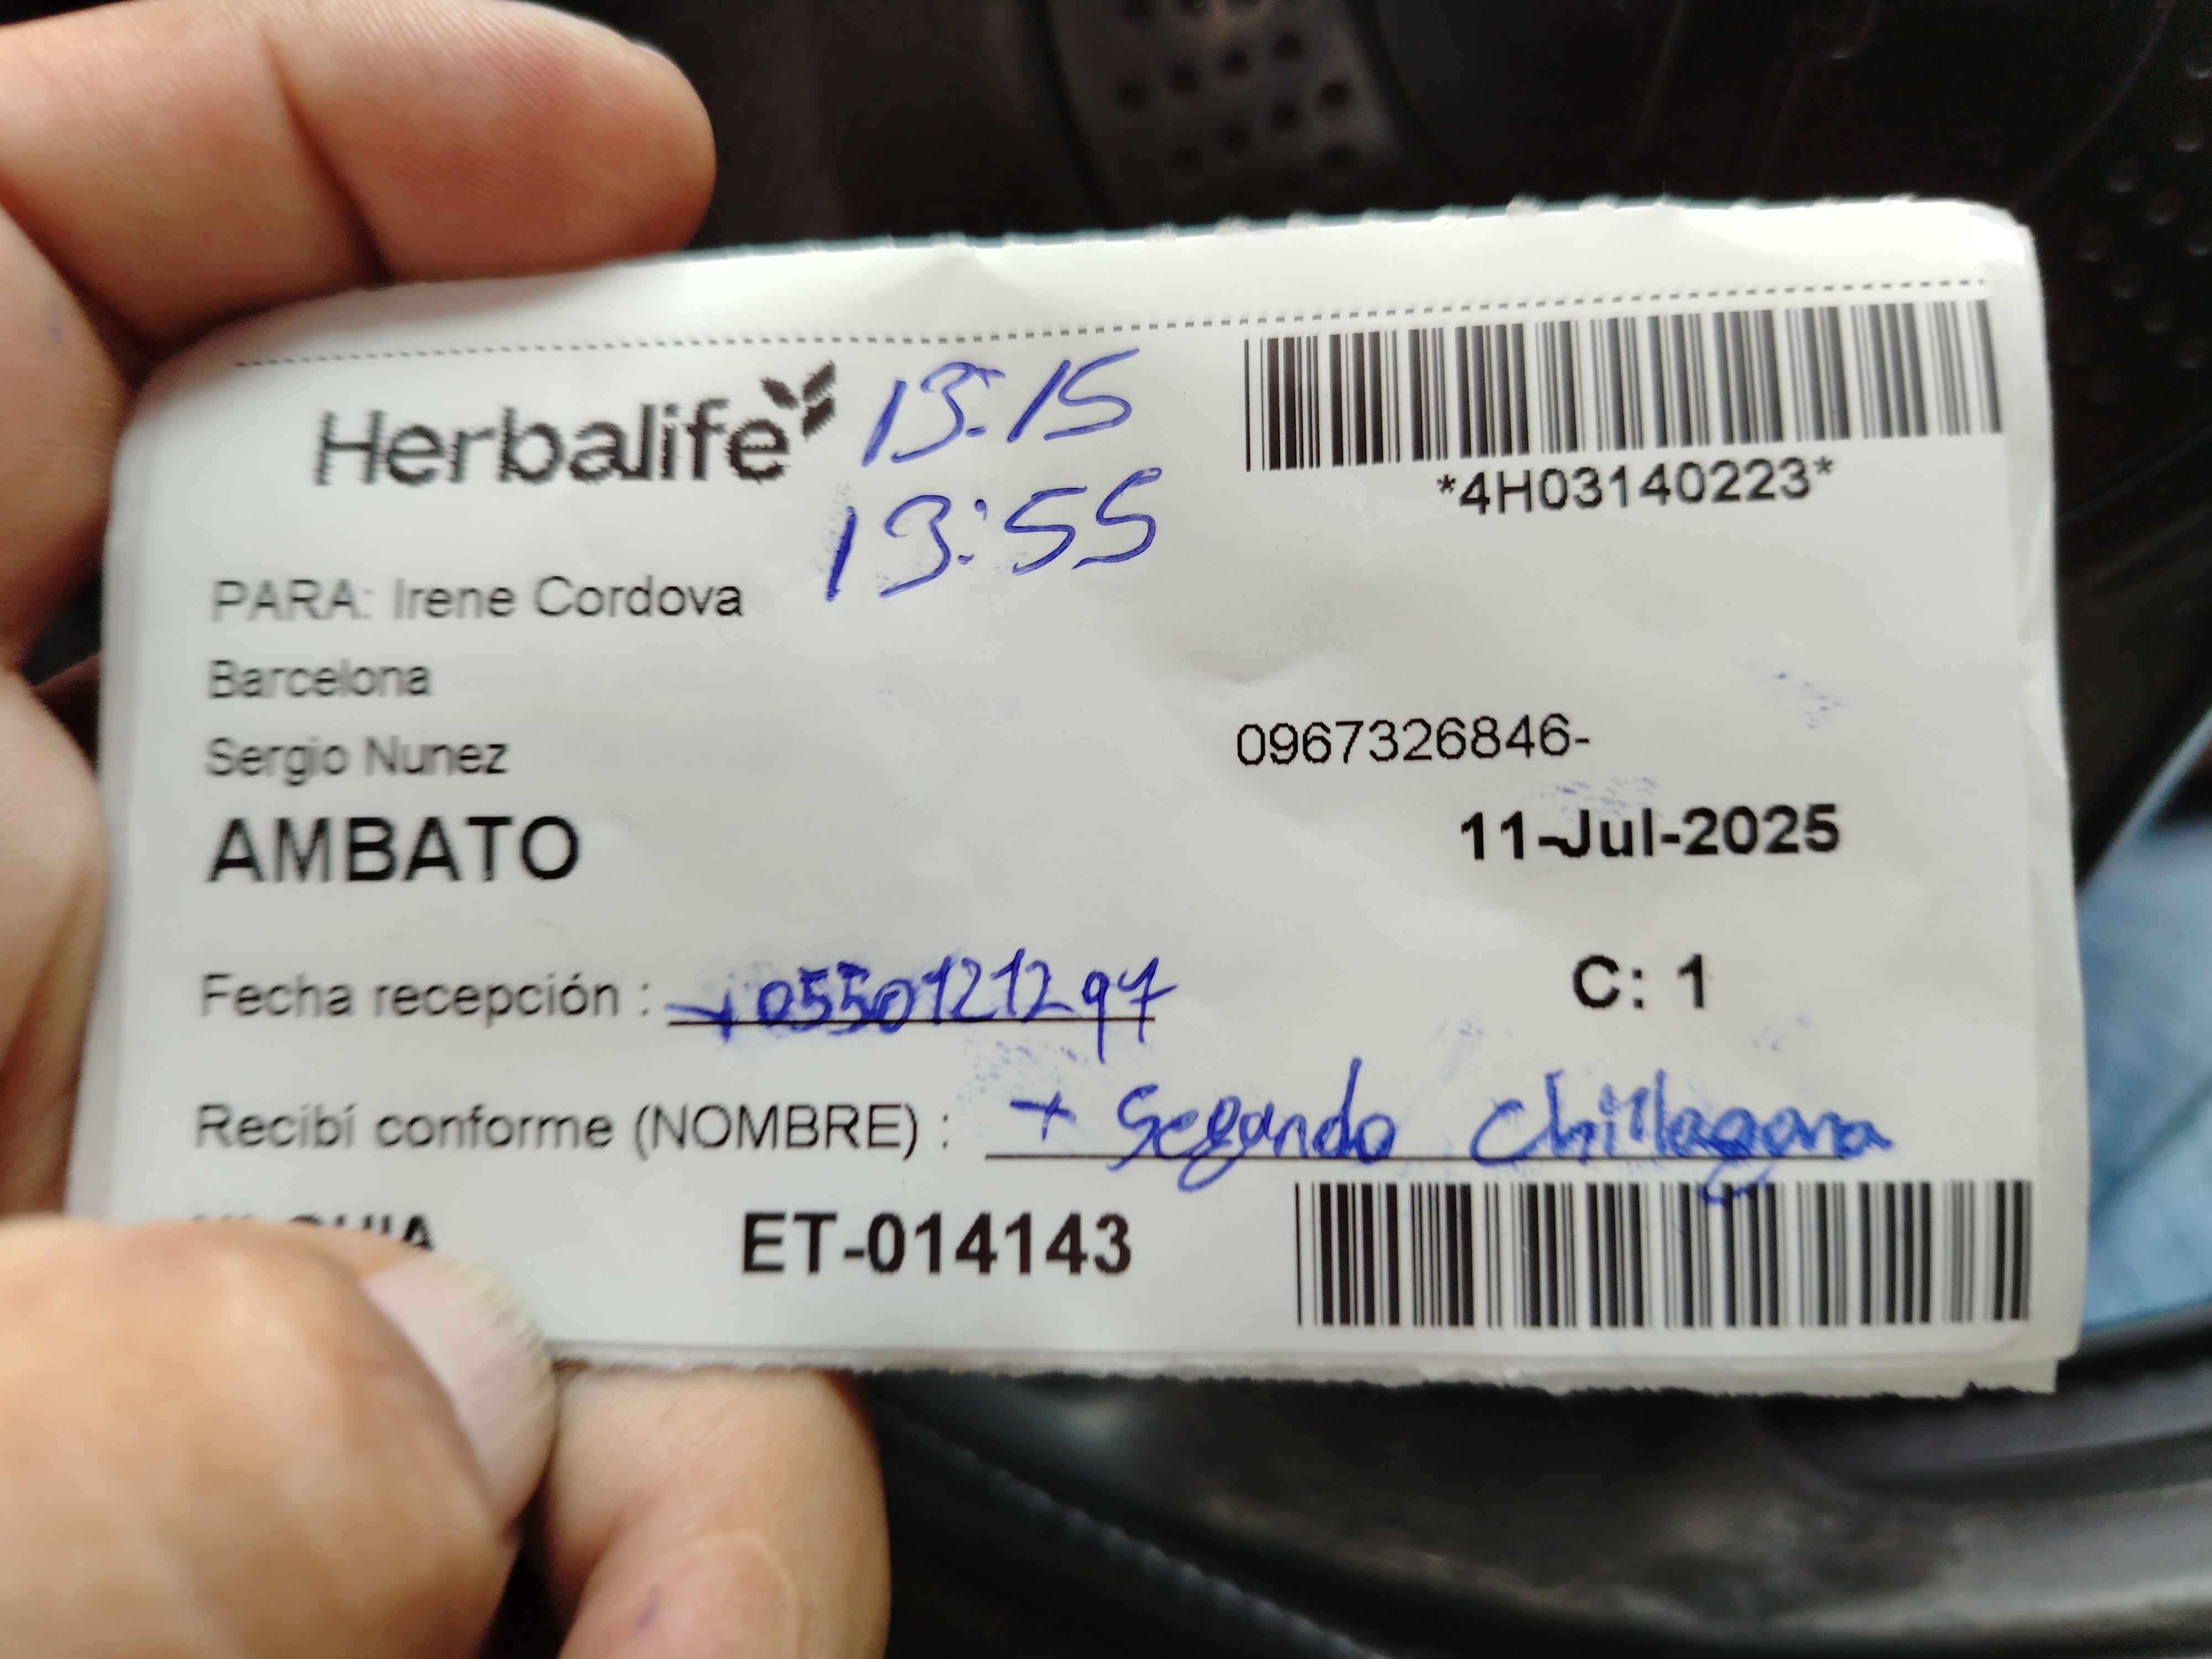 Herbalife 13:15
13:55
*4H03140223*
PARA: Irene Cordova
Barcelona
Sergio Nunez 0967326846-
AMBATO 11-Jul-2025
Fecha recepción : 0550121297 C: 1
Recibí conforme (NOMBRE) : + Segundo Chillagana
ET-014143